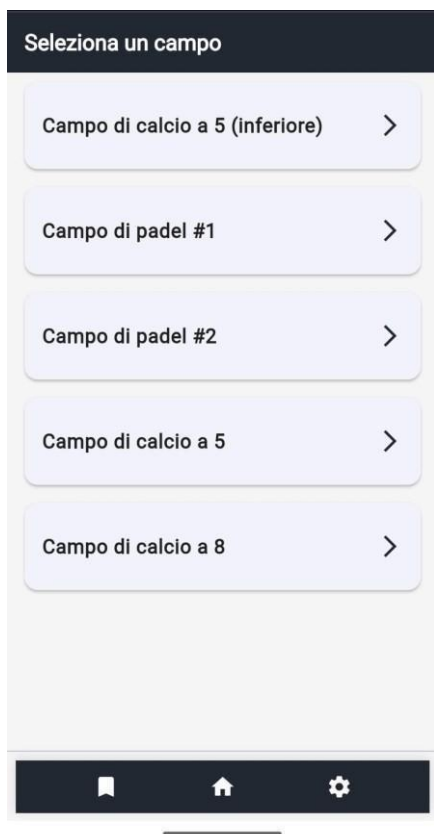 Seleziona un campo
Campo di calcio a 5 (inferiore)
Campo di padel #1
Campo di padel #2
Campo di calcio a 5
Campo di calcio a 8